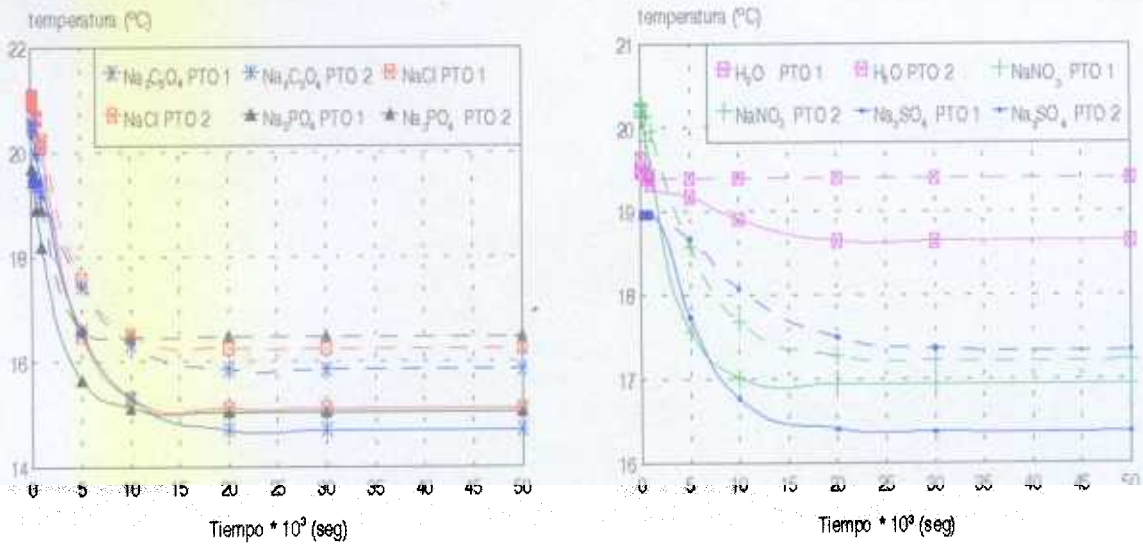 temperatura (ºC)
22
20
18
16
14
Na₂C₂O₄ PTO 1
Na₂C₂O₄ PTO 2
NaCl PTO 1
NaCl PTO 2
Na₃PO₄ PTO 1
Na₃PO₄ PTO 2
0 5 10 15 20 25 30 35 40 45 50
Tiempo * 10³ (seg)
temperatura (ºC)
21
20
19
18
17
16
H₂O PTO 1
H₂O PTO 2
NaNO₃ PTO 1
NaNO₃ PTO 2
Na₂SO₄ PTO 1
Na₂SO₄ PTO 2
0 5 10 15 20 25 30 35 40 45 50
Tiempo * 10³ (seg)